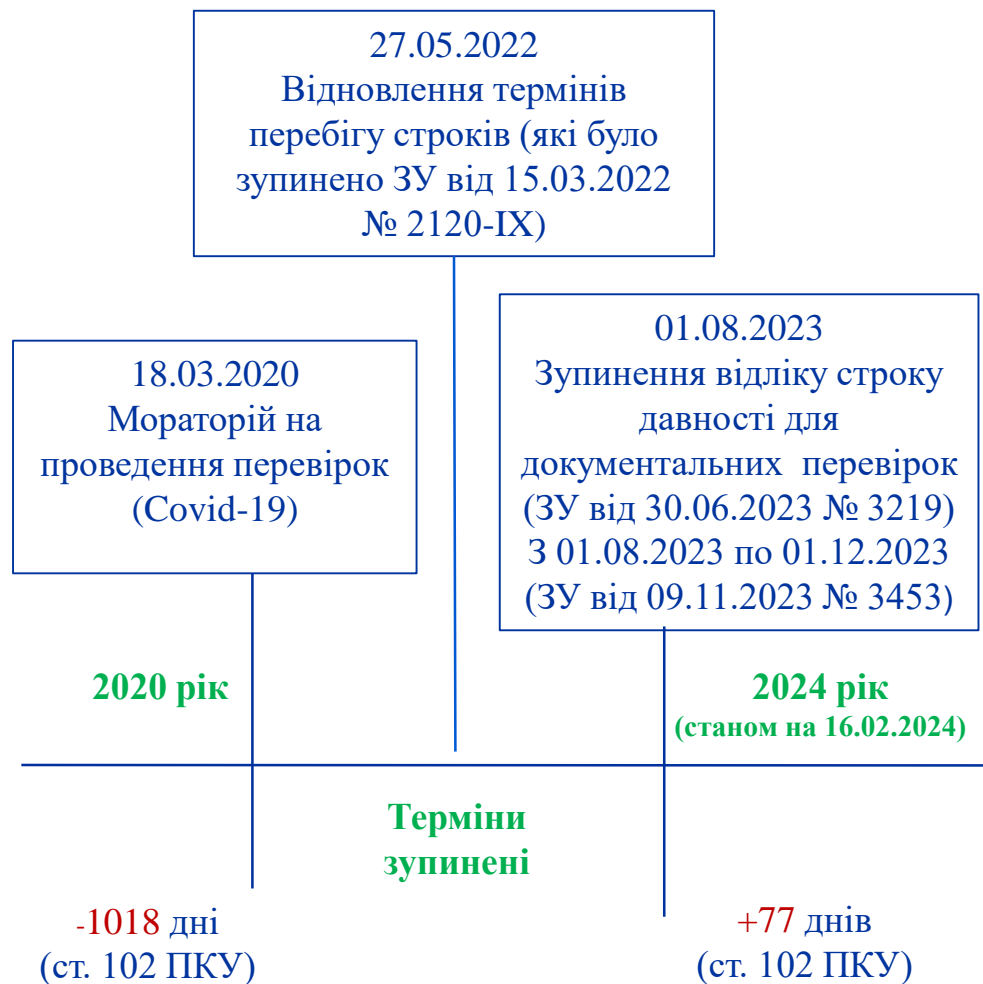 27.05.2022
Відновлення термінів
перебігу строків (які було
зупинено ЗУ від 15.03.2022
№ 2120-IX)
18.03.2020
Мораторій на
проведення перевірок
(Covid-19)
01.08.2023
Зупинення відліку строку
давності для
документальних перевірок
(ЗУ від 30.06.2023 № 3219)
З 01.08.2023 по 01.12.2023
(ЗУ від 09.11.2023 № 3453)
2020 рік
2024 рік
(станом на 16.02.2024)
Терміни
зупинені
-1018 дні
(ст. 102 ПКУ)
+77 днів
(ст. 102 ПКУ)